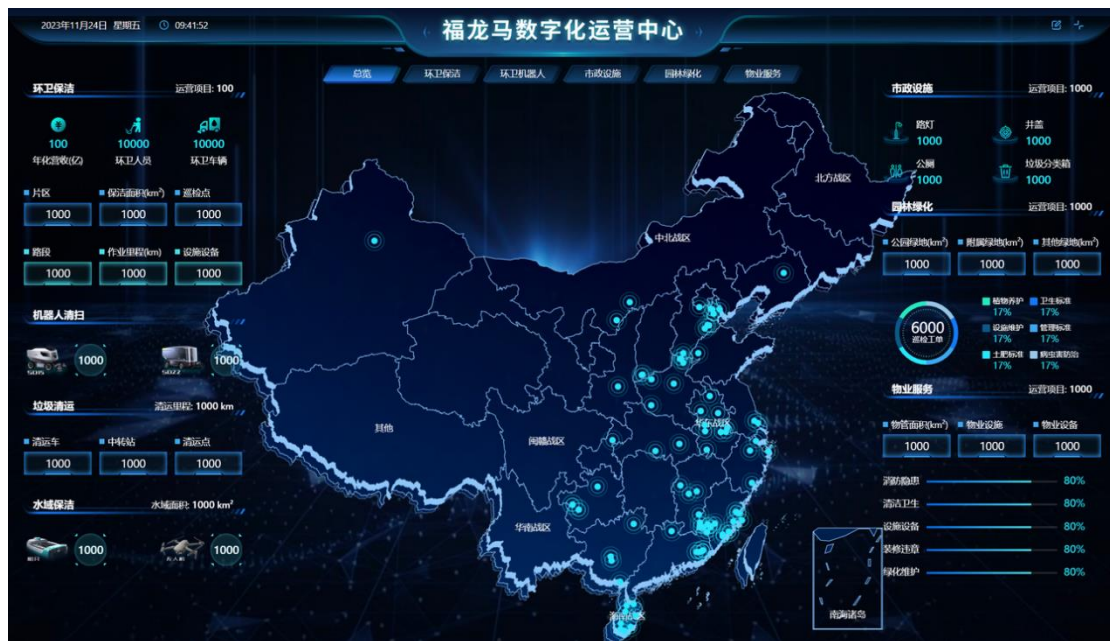 2023年11月24日 星期五 09:41:52
福龙马数字化运营中心
总览 环卫保洁 环卫机器人 市政设施 园林绿化 物业服务
环卫保洁 运营项目: 100
100 10000 10000
年化营收(亿) 环卫人员 环卫车辆
片区 保洁面积(km²) 巡检点
1000 1000 1000
路段 作业里程(km) 设施设备
1000 1000 1000
机器人清扫
1000 1000
垃圾清运 清运里程: 1000 km
清运车 中转站 清运点
1000 1000 1000
水域保洁 水域面积: 1000 km²
1000 1000
北方战区
中北战区
华东战区
其他
闽赣战区
华南战区
海南战区
南海诸岛
市政设施 运营项目: 1000
路灯 井盖
1000 1000
公厕 垃圾分类箱
1000 1000
园林绿化 运营项目: 1000
公园绿地(km²) 附属绿地(km²) 其他绿地(km²)
1000 1000 1000
6000
巡检工单
植物养护 卫生标准
17% 17%
设施维护 管理标准
17% 17%
土肥标准 病虫害防治
17% 17%
物业服务 运营项目: 1000
物管面积(km²) 物业设施 物业设备
1000 1000 1000
消防隐患 80%
清洁卫生 80%
设施设备 80%
装修违章 80%
绿化维护 80%